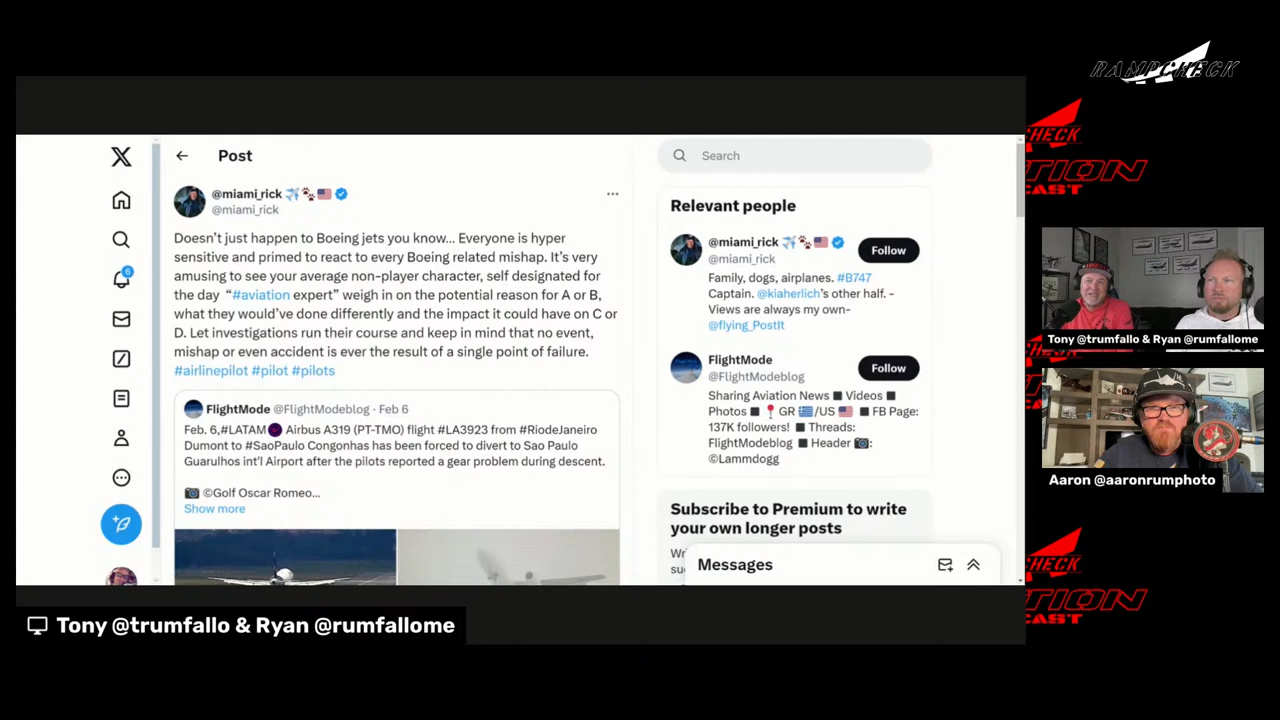 RAMPCHECK
Post
@miami_rick ✈️🐾🇺🇸
@miami_rick
Doesn't just happen to Boeing jets you know... Everyone is hyper
sensitive and primed to react to every Boeing related mishap. It's very
amusing to see your average non-player character, self designated for
the day "#aviation expert" weigh in on the potential reason for A or B,
what they would've done differently and the impact it could have on C or
D. Let investigations run their course and keep in mind that no event,
mishap or even accident is ever the result of a single point of failure.
#airlinepilot #pilot #pilots
FlightMode @FlightModeblog · Feb 6
Feb. 6,#LATAM Airbus A319 (PT-TMO) flight #LA3923 from #RiodeJaneiro
Dumont to #SaoPaulo Congonhas has been forced to divert to Sao Paulo
Guarulhos int'l Airport after the pilots reported a gear problem during descent.
📷 ©Golf Oscar Romeo...
Show more
6
Search
Relevant people
@miami_rick ✈️🐾🇺🇸
@miami_rick
Follow
Family, dogs, airplanes. #B747
Captain. @kiaherlich's other half. -
Views are always my own-
@flying_PostIt
FlightMode
@FlightModeblog
Follow
Sharing Aviation News ◼ Videos ◼
Photos ◼ 📍GR 🇬🇷/US 🇺🇸 ◼ FB Page:
137K followers! ◼ Threads:
FlightModeblog ◼ Header 📷:
©Lammdogg
Subscribe to Premium to write
your own longer posts
Messages
HECK
TION
CAST
Tony @trumfallo & Ryan @rumfallome
Aaron @aaronrumphoto
HECK
TION
CAST
Tony @trumfallo & Ryan @rumfallome